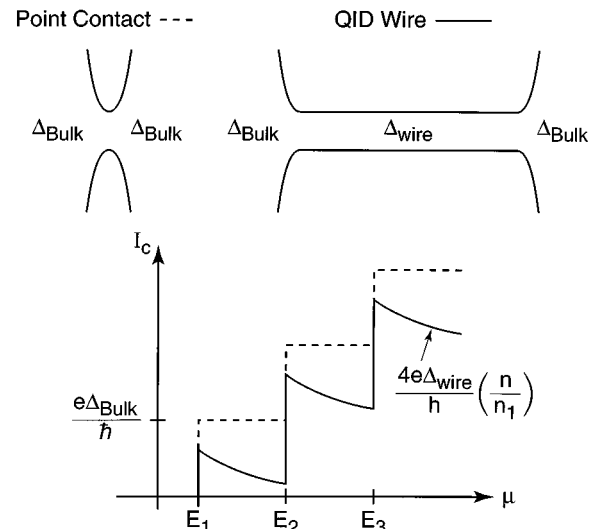 Point Contact --- QID Wire —
Δ_Bulk Δ_Bulk Δ_Bulk Δ_wire Δ_Bulk
I_c
4eΔ_wire/h (n/n_1)
eΔ_Bulk/ħ
E_1 E_2 E_3 μ